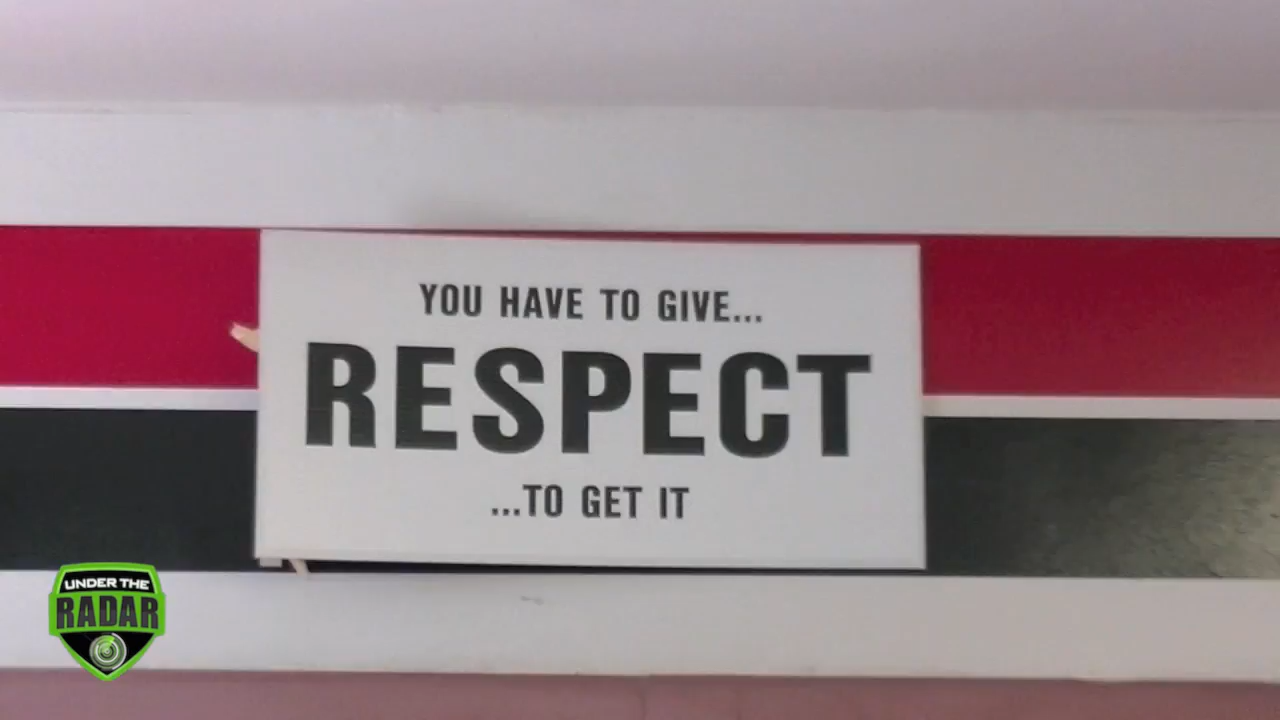 YOU HAVE TO GIVE...
RESPECT
...TO GET IT
UNDER THE
RADAR